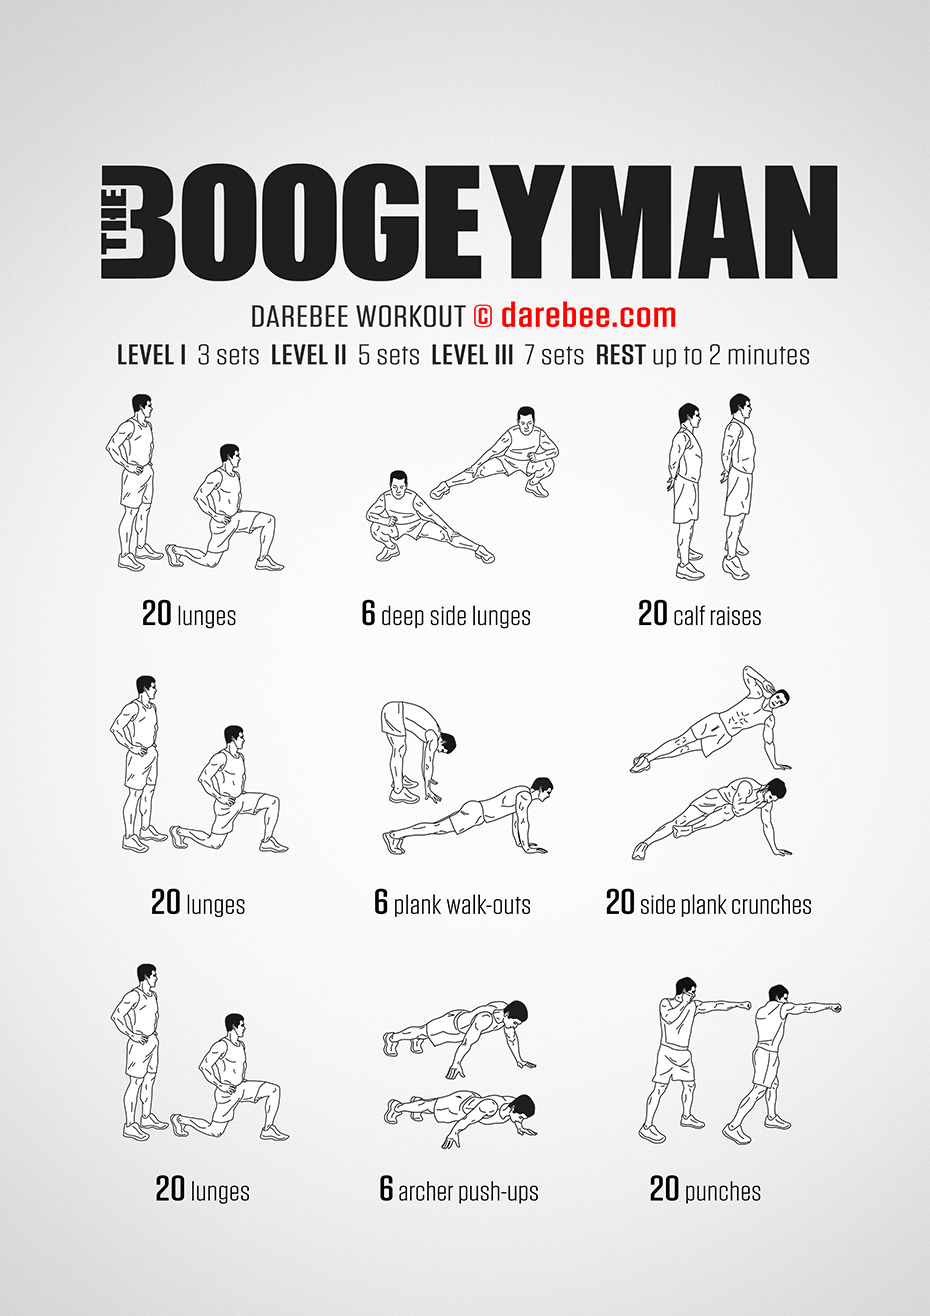 THE BOOGEYMAN
DAREBEE WORKOUT © darebee.com
LEVEL I 3 sets LEVEL II 5 sets LEVEL III 7 sets REST up to 2 minutes
20 lunges
6 deep side lunges
20 calf raises
20 lunges
6 plank walk-outs
20 side plank crunches
20 lunges
6 archer push-ups
20 punches